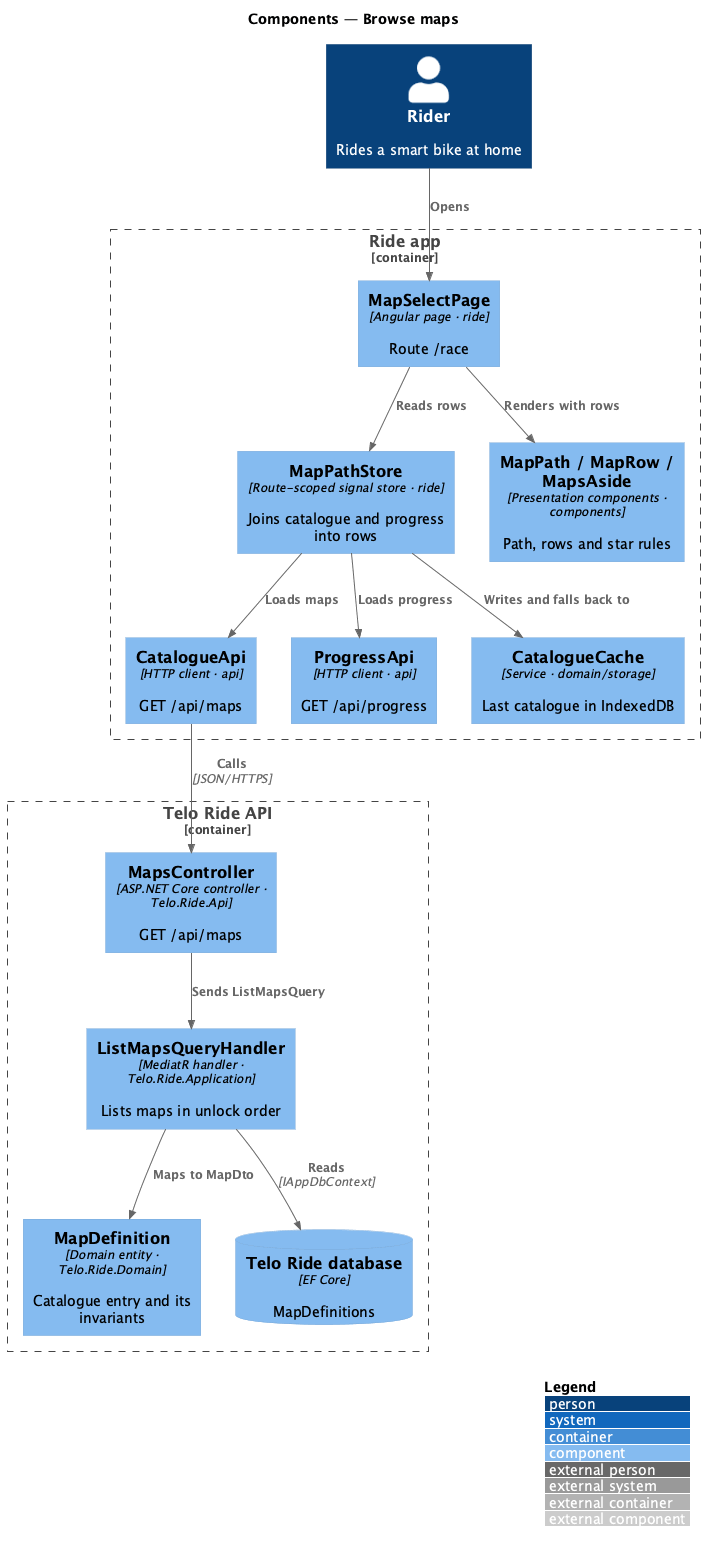 Components — Browse maps
Rider
Rides a smart bike at home
Opens
Ride app
[container]
MapSelectPage
[Angular page · ride]
Route /race
Reads rows
Renders with rows
MapPathStore
[Route-scoped signal store · ride]
Joins catalogue and progress
into rows
MapPath / MapRow /
MapsAside
[Presentation components ·
components]
Path, rows and star rules
Loads maps
Loads progress
Writes and falls back to
CatalogueApi
[HTTP client · api]
GET /api/maps
ProgressApi
[HTTP client · api]
GET /api/progress
CatalogueCache
[Service · domain/storage]
Last catalogue in IndexedDB
Calls
[JSON/HTTPS]
Telo Ride API
[container]
MapsController
[ASP.NET Core controller ·
Telo.Ride.Api]
GET /api/maps
Sends ListMapsQuery
ListMapsQueryHandler
[MediatR handler ·
Telo.Ride.Application]
Lists maps in unlock order
Maps to MapDto
Reads
[IAppDbContext]
MapDefinition
[Domain entity ·
Telo.Ride.Domain]
Catalogue entry and its
invariants
Telo Ride database
[EF Core]
MapDefinitions
Legend
person
system
container
component
external person
external system
external container
external component